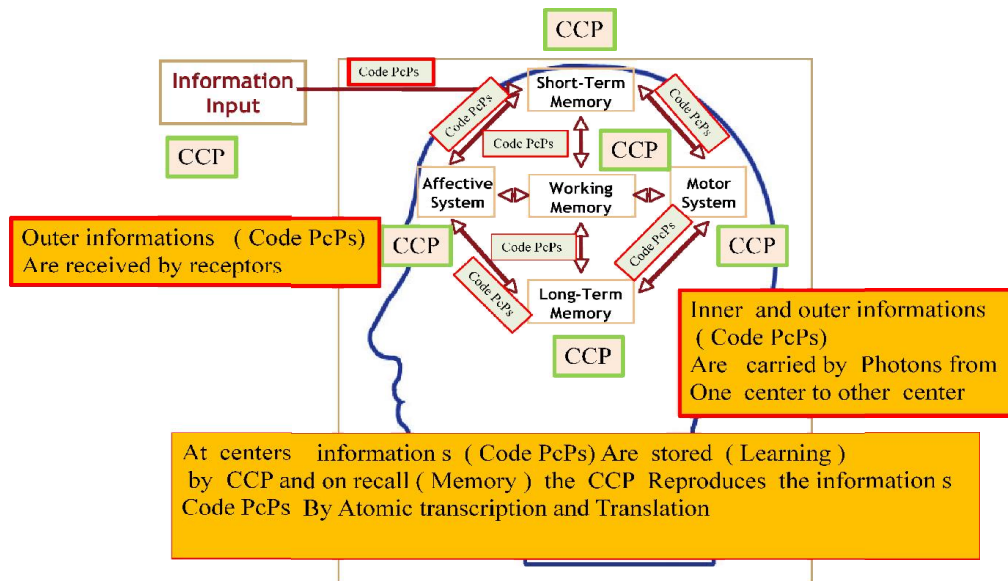 CCP
Code PcPs
Information
Input
Short-Term
Memory
Code PcPs
Code PcPs
Code PcPs
CCP
CCP
Affective
System
Working
Memory
Motor
System
Outer informations ( Code PcPs)
Are received by receptors
CCP
Code PcPs
Code PcPs
CCP
Code PcPs
Long-Term
Memory
CCP
Inner and outer informations
( Code PcPs)
Are carried by Photons from
One center to other center
At centers information s ( Code PcPs) Are stored ( Learning )
by CCP and on recall ( Memory ) the CCP Reproduces the information s
Code PcPs By Atomic transcription and Translation